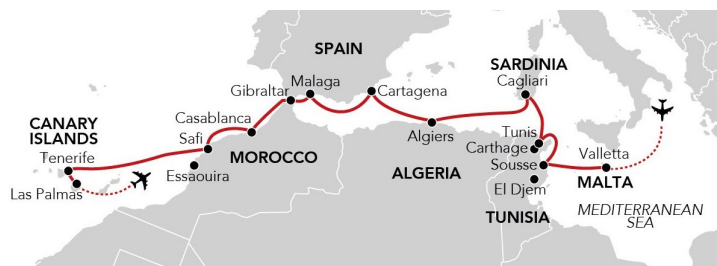 SPAIN
SARDINIA
Cagliari
Gibraltar
Malaga
Cartagena
Casablanca
CANARY
ISLANDS
Safi
Algiers
Tunis
Carthage
Tenerife
MOROCCO
Sousse
Valletta
Essaouira
ALGERIA
Las Palmas
El Djem
MALTA
TUNISIA
MEDITERRANEAN
SEA